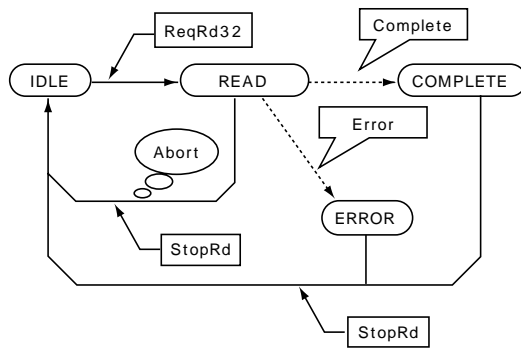 ReqRd32
Complete
IDLE
READ
COMPLETE
Error
Abort
ERROR
StopRd
StopRd